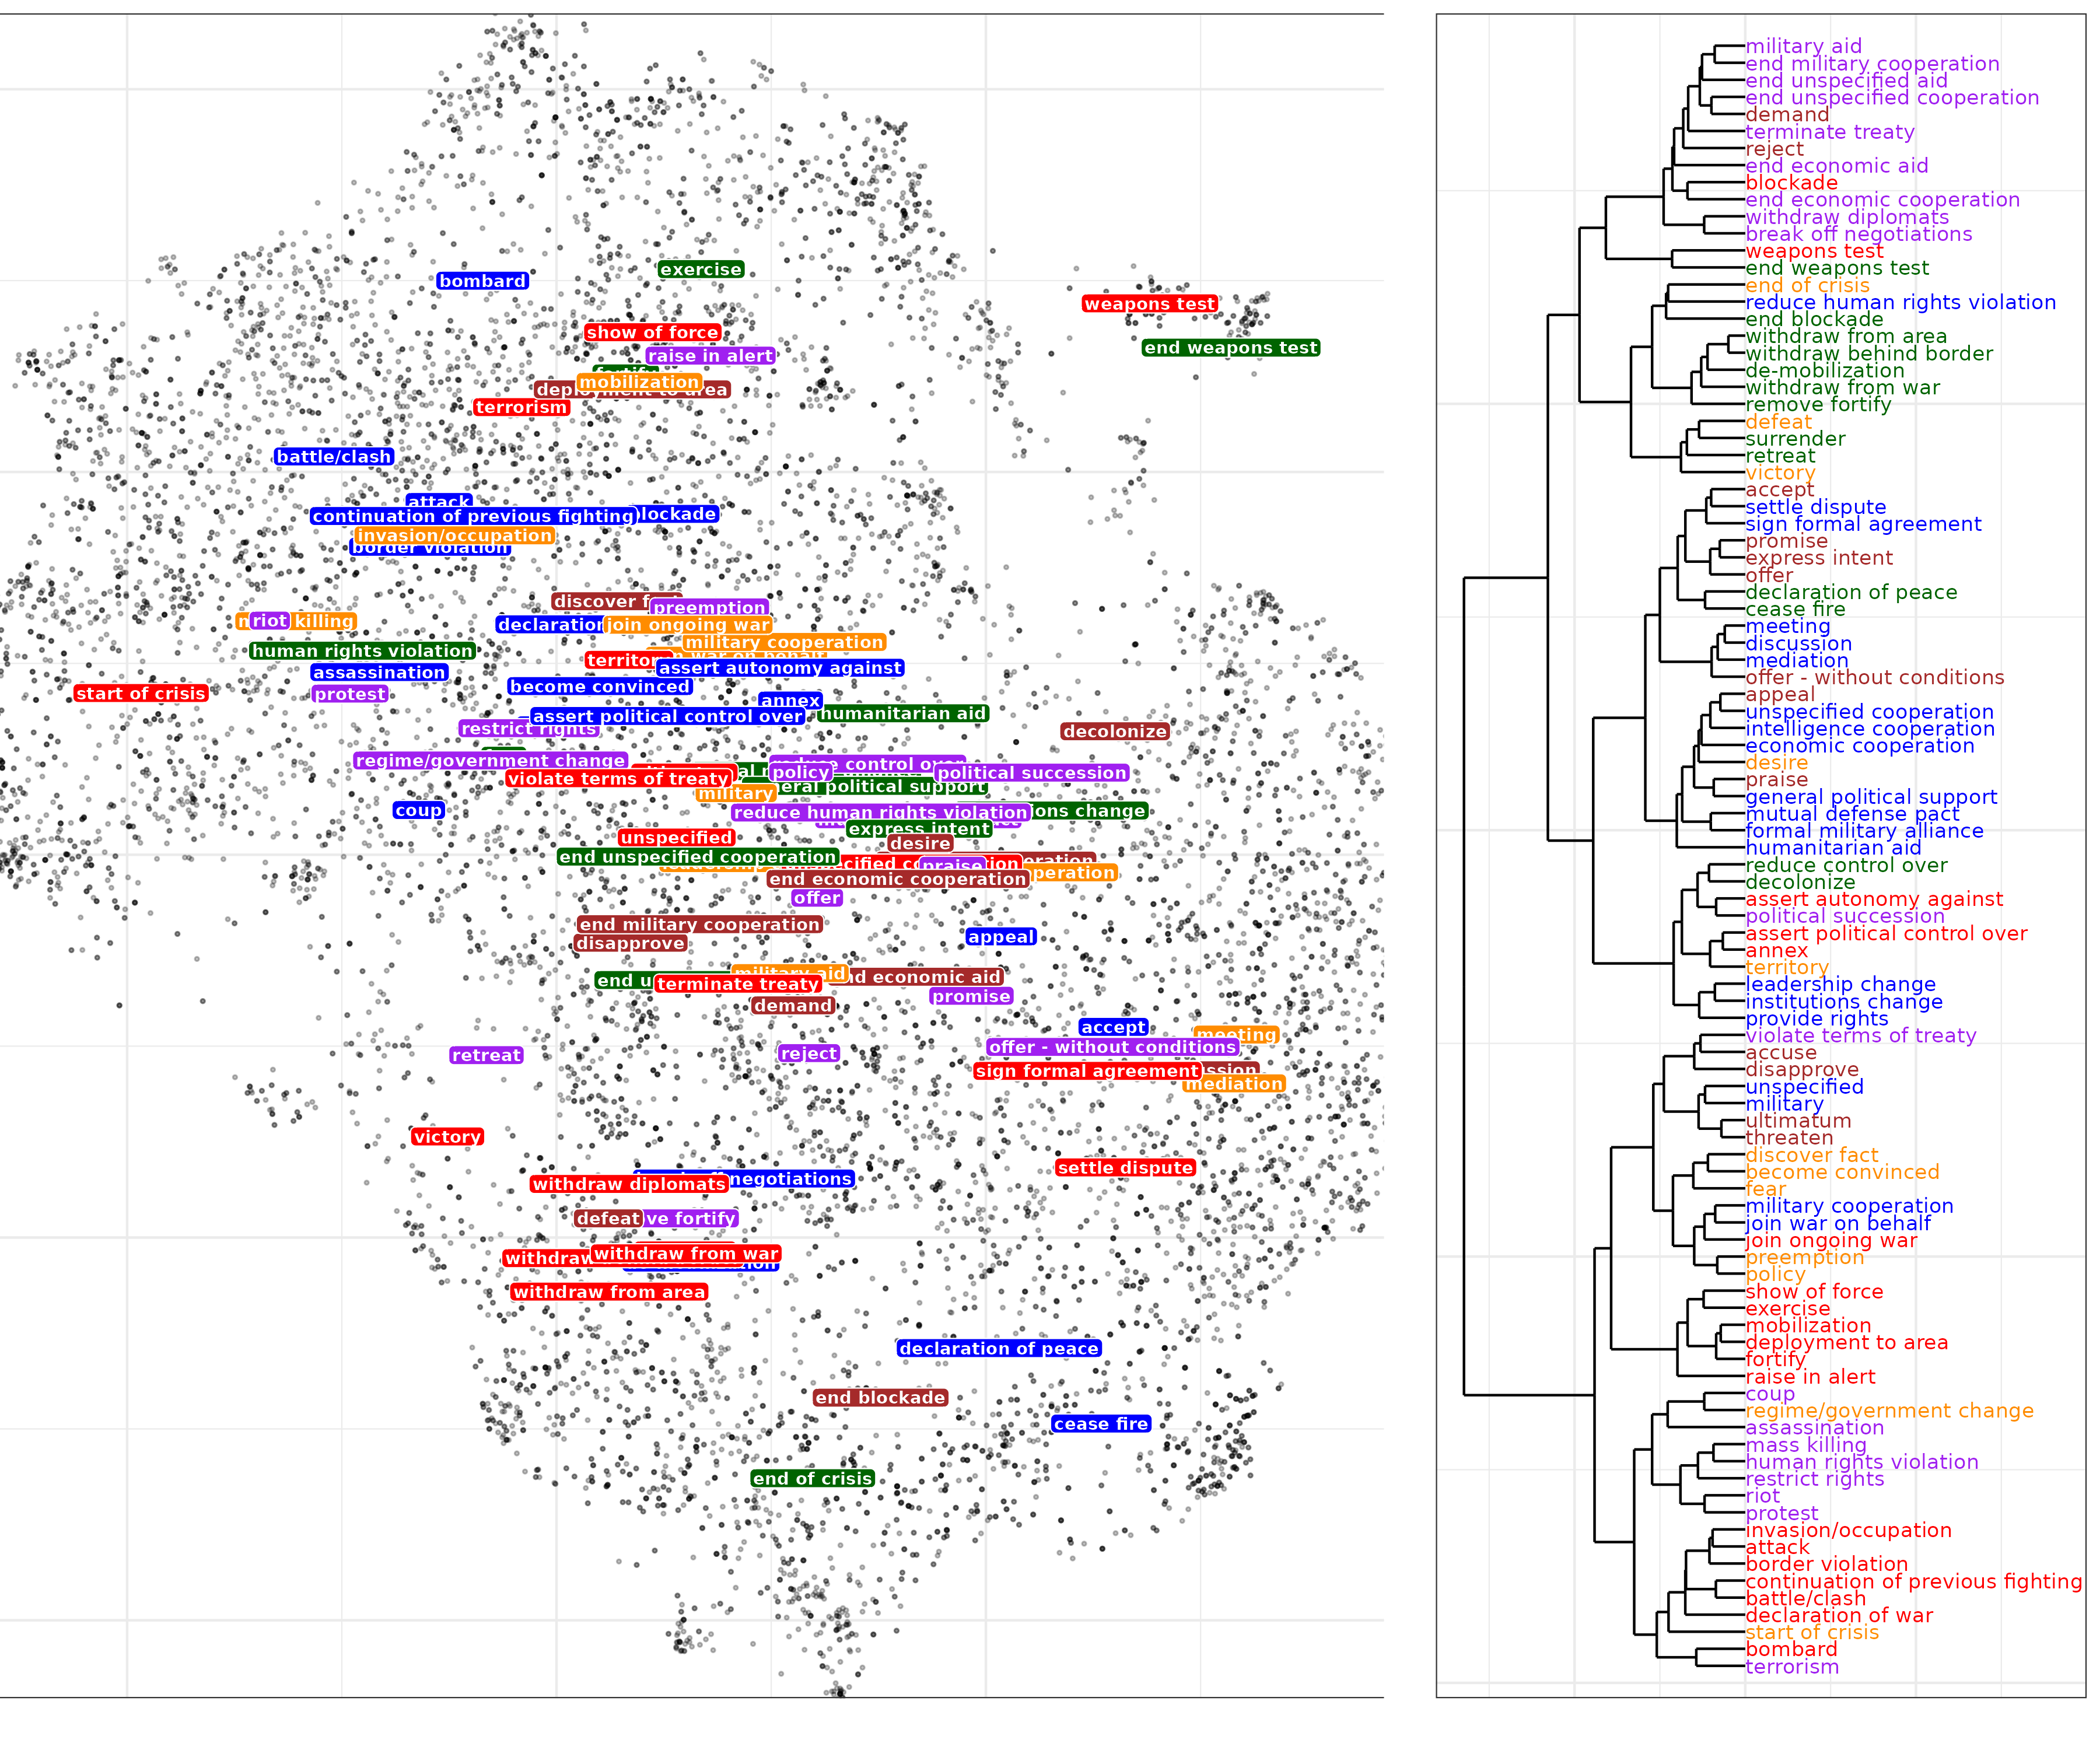 exercise
bombard
weapons test
show of force
end weapons test
raise in alert
mobilization
deployment to area
terrorism
battle/clash
attack
continuation of previous fighting
invasion/occupation
border violation
discover
preemption
riot killing
declaration
join ongoing war
military cooperation
human rights violation
territory
assert autonomy against
assassination
become convinced
start of crisis
protest
annex
assert political control over
humanitarian aid
restrict rights
decolonize
regime/government change
control over
policy
political succession
violate terms of treaty
political support
military
coup
reduce human rights violation
change
express intent
unspecified
desire
end unspecified cooperation
praise
end economic cooperation
offer
end military cooperation
appeal
disapprove
military aid
economic aid
end
terminate treaty
promise
demand
accept
meeting
offer - without conditions
retreat
reject
sign formal agreement
mediation
victory
settle dispute
negotiations
withdraw diplomats
defeat
fortify
withdraw
withdraw from war
withdraw from area
declaration of peace
end blockade
cease fire
end of crisis
military aid
end military cooperation
end unspecified aid
end unspecified cooperation
demand
terminate treaty
reject
end economic aid
blockade
end economic cooperation
withdraw diplomats
break off negotiations
weapons test
end weapons test
end of crisis
reduce human rights violation
end blockade
withdraw from area
withdraw behind border
de-mobilization
withdraw from war
remove fortify
defeat
surrender
retreat
victory
accept
settle dispute
sign formal agreement
promise
express intent
offer
declaration of peace
cease fire
meeting
discussion
mediation
offer - without conditions
appeal
unspecified cooperation
intelligence cooperation
economic cooperation
desire
praise
general political support
mutual defense pact
formal military alliance
humanitarian aid
reduce control over
decolonize
assert autonomy against
political succession
assert political control over
annex
territory
leadership change
institutions change
provide rights
violate terms of treaty
accuse
disapprove
unspecified
military
ultimatum
threaten
discover fact
become convinced
fear
military cooperation
join war on behalf
join ongoing war
preemption
policy
show of force
exercise
mobilization
deployment to area
fortify
raise in alert
coup
regime/government change
assassination
mass killing
human rights violation
restrict rights
riot
protest
invasion/occupation
attack
border violation
continuation of previous fighting
battle/clash
declaration of war
start of crisis
bombard
terrorism